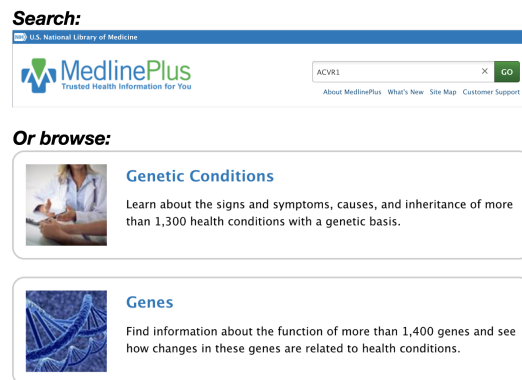 Search:
NIH U.S. National Library of Medicine
MedlinePlus
Trusted Health Information for You
ACVR1 × GO
About MedlinePlus What's New Site Map Customer Support
Or browse:
Genetic Conditions
Learn about the signs and symptoms, causes, and inheritance of more
than 1,300 health conditions with a genetic basis.
Genes
Find information about the function of more than 1,400 genes and see
how changes in these genes are related to health conditions.